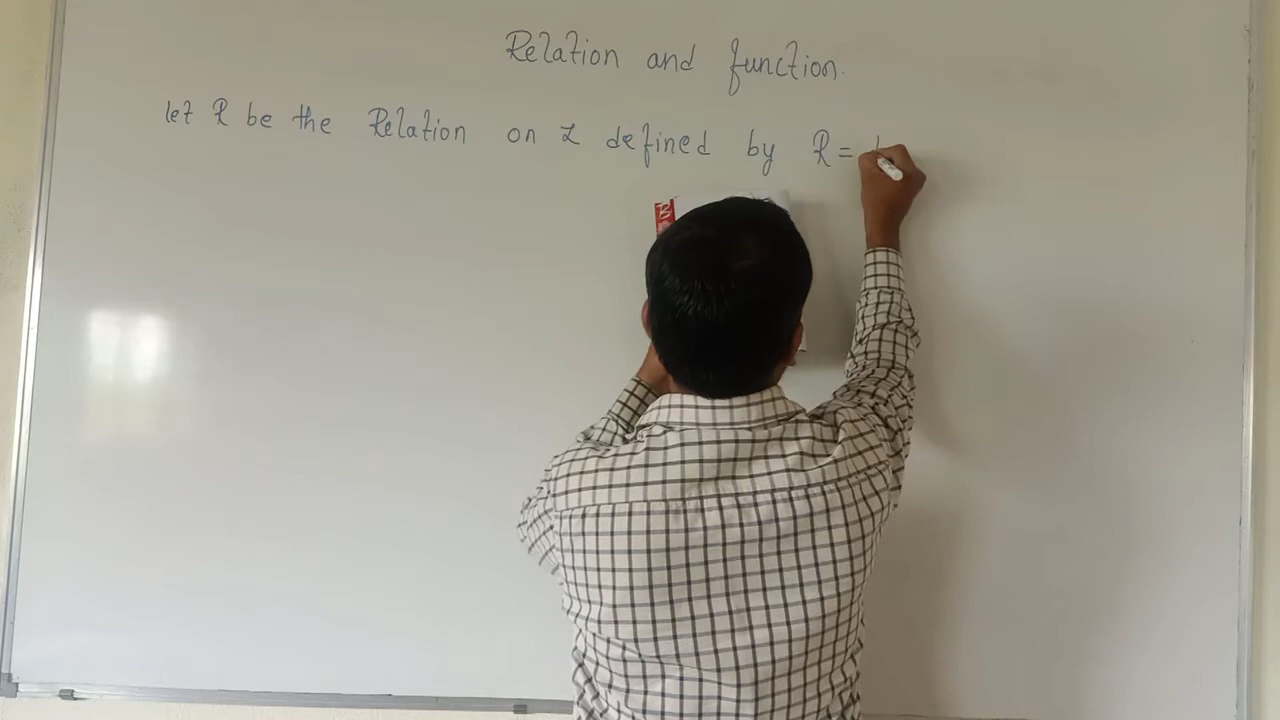 Relation and function.
let R be the Relation on Z defined by R =
B